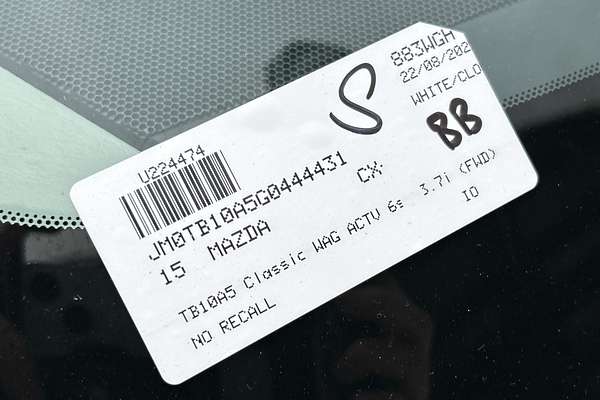 883WGH
22/08/202
WHITE/CLO
S
BB
U224474
JM0TB10A5G0444431
15 MAZDA CX-
TB10A5 Classic WAG ACTV 6s 3.7i (FWD)
NO RECALL
IO